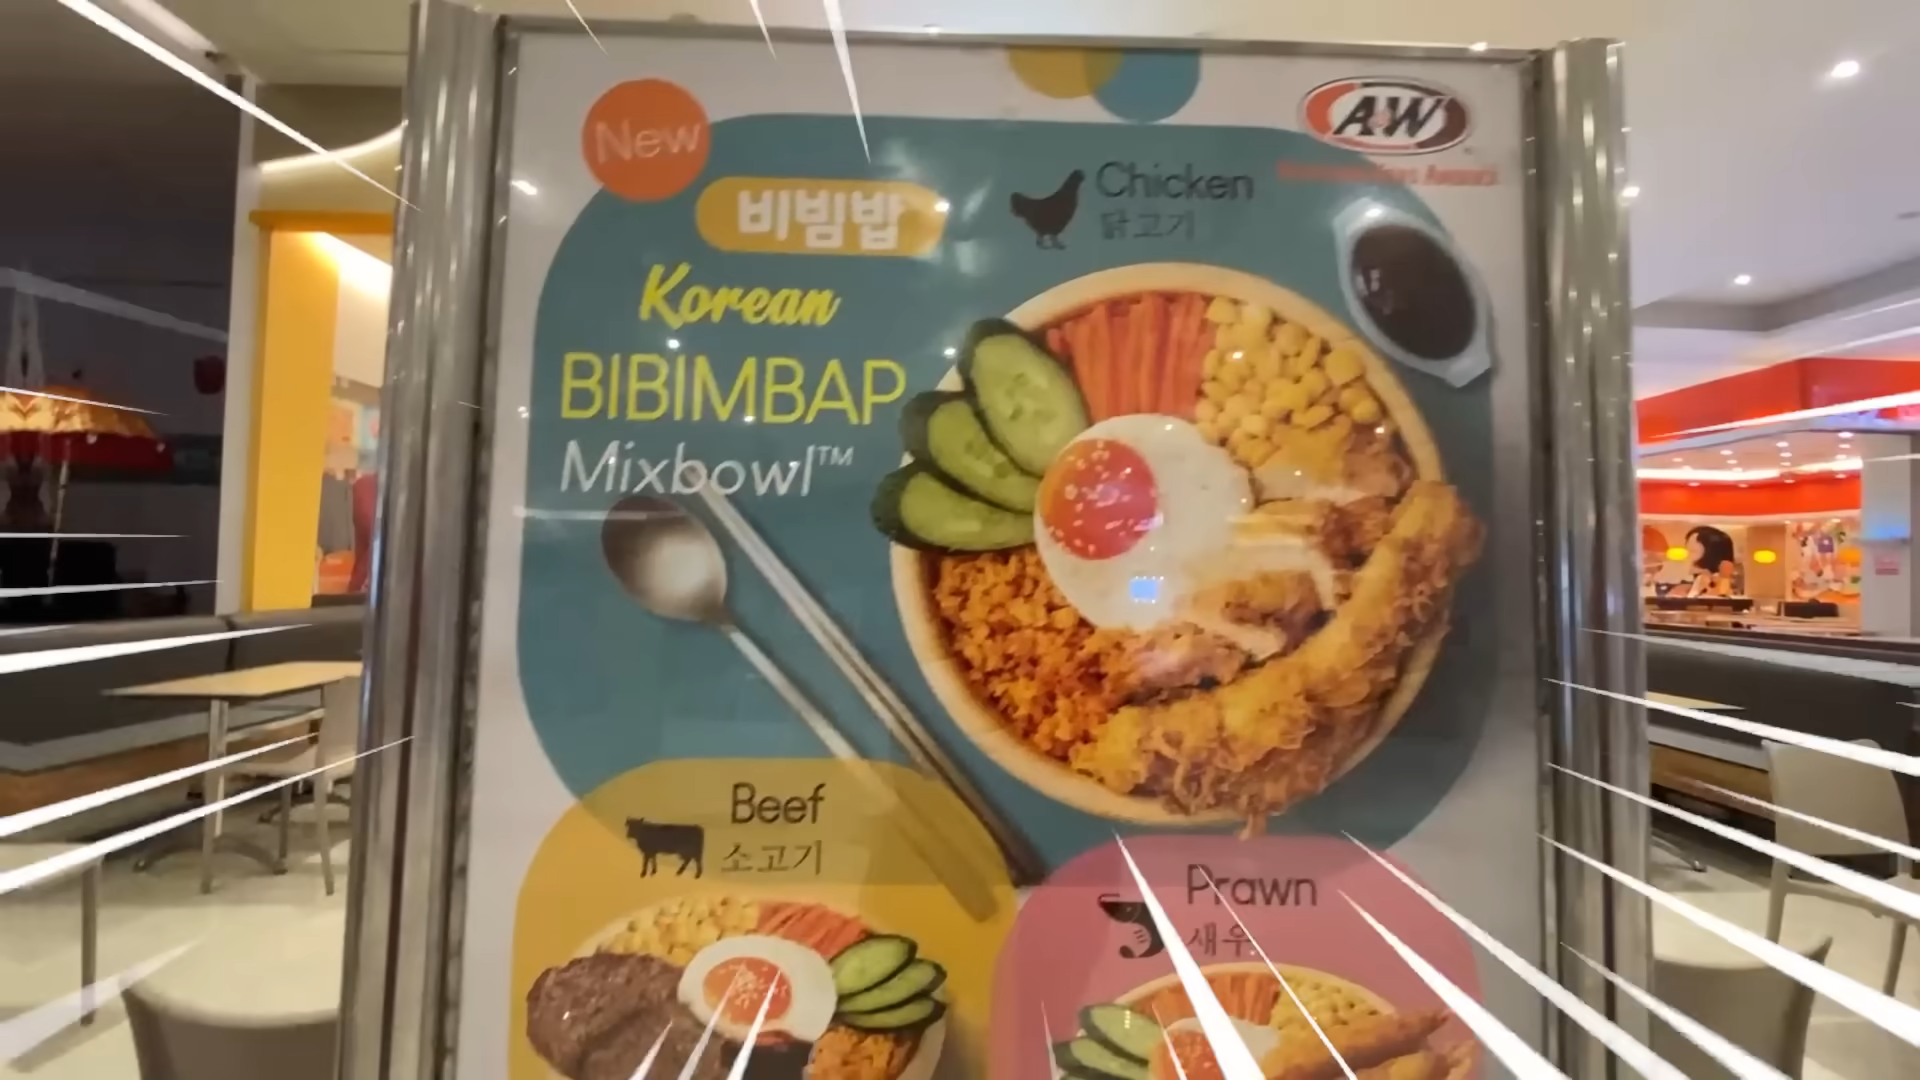 New
A&W
비빔밥
Chicken
닭고기
Korean
BIBIMBAP
Mixbowl™
Beef
소고기
Prawn
새우